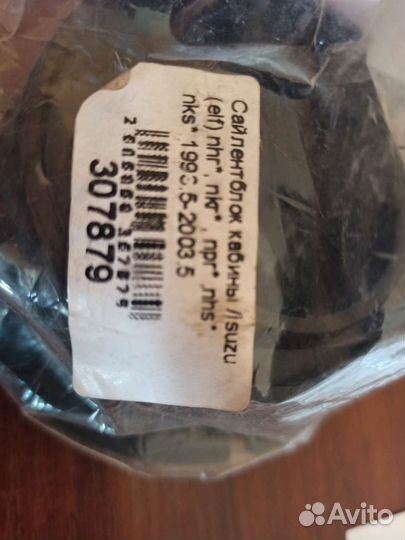 Сайлентблок кабины /Isuzu
(elf) nhr*, nkr*, npr*, nhs*,
nks* 1993.5-2003.5
307879
Avito